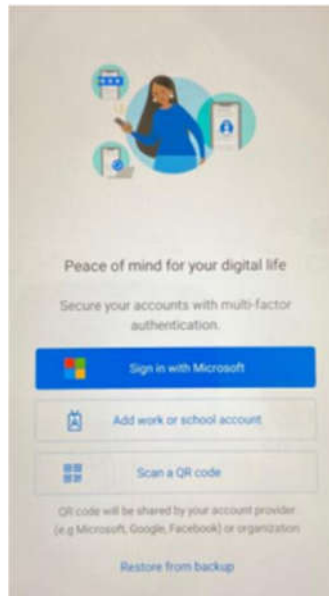 Peace of mind for your digital life
Secure your accounts with multi-factor
authentication.
Sign in with Microsoft
Add work or school account
Scan a QR code
QR code will be shared by your account provider
(e.g Microsoft, Google, Facebook) or organization
Restore from backup